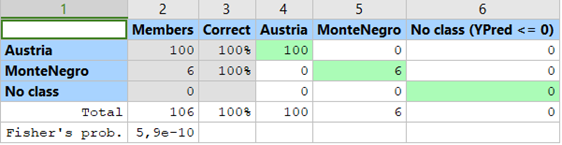 1 2 3 4 5 6
Members Correct Austria MonteNegro No class (YPred <= 0)
Austria 100 100% 100 0 0
MonteNegro 6 100% 0 6 0
No class 0 0 0 0
Total 106 100% 100 6 0
Fisher's prob. 5,9e-10